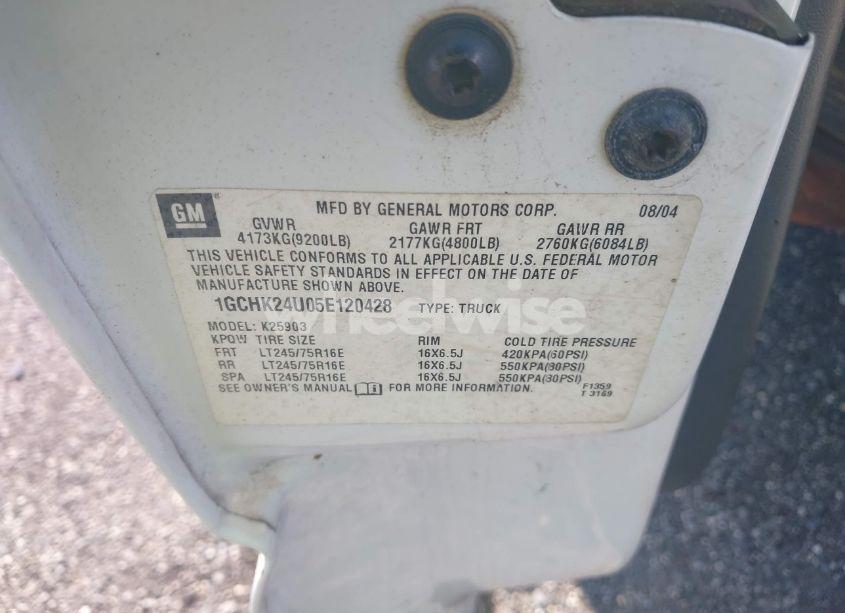 GM
MFD BY GENERAL MOTORS CORP. 08/04
GVWR GAWR FRT GAWR RR
4173KG(9200LB) 2177KG(4800LB) 2760KG(6084LB)
THIS VEHICLE CONFORMS TO ALL APPLICABLE U.S. FEDERAL MOTOR
VEHICLE SAFETY STANDARDS IN EFFECT ON THE DATE OF
MANUFACTURE SHOWN ABOVE.
1GCHK24U05E120428 TYPE: TRUCK
wheelwise
MODEL: K25903
KPOW TIRE SIZE RIM COLD TIRE PRESSURE
FRT LT245/75R16E 16X6.5J 420KPA(60PSI)
RR LT245/75R16E 16X6.5J 550KPA(80PSI)
SPA LT245/75R16E 16X6.5J 550KPA(80PSI)
SEE OWNER'S MANUAL FOR MORE INFORMATION.
F1359
T 3169